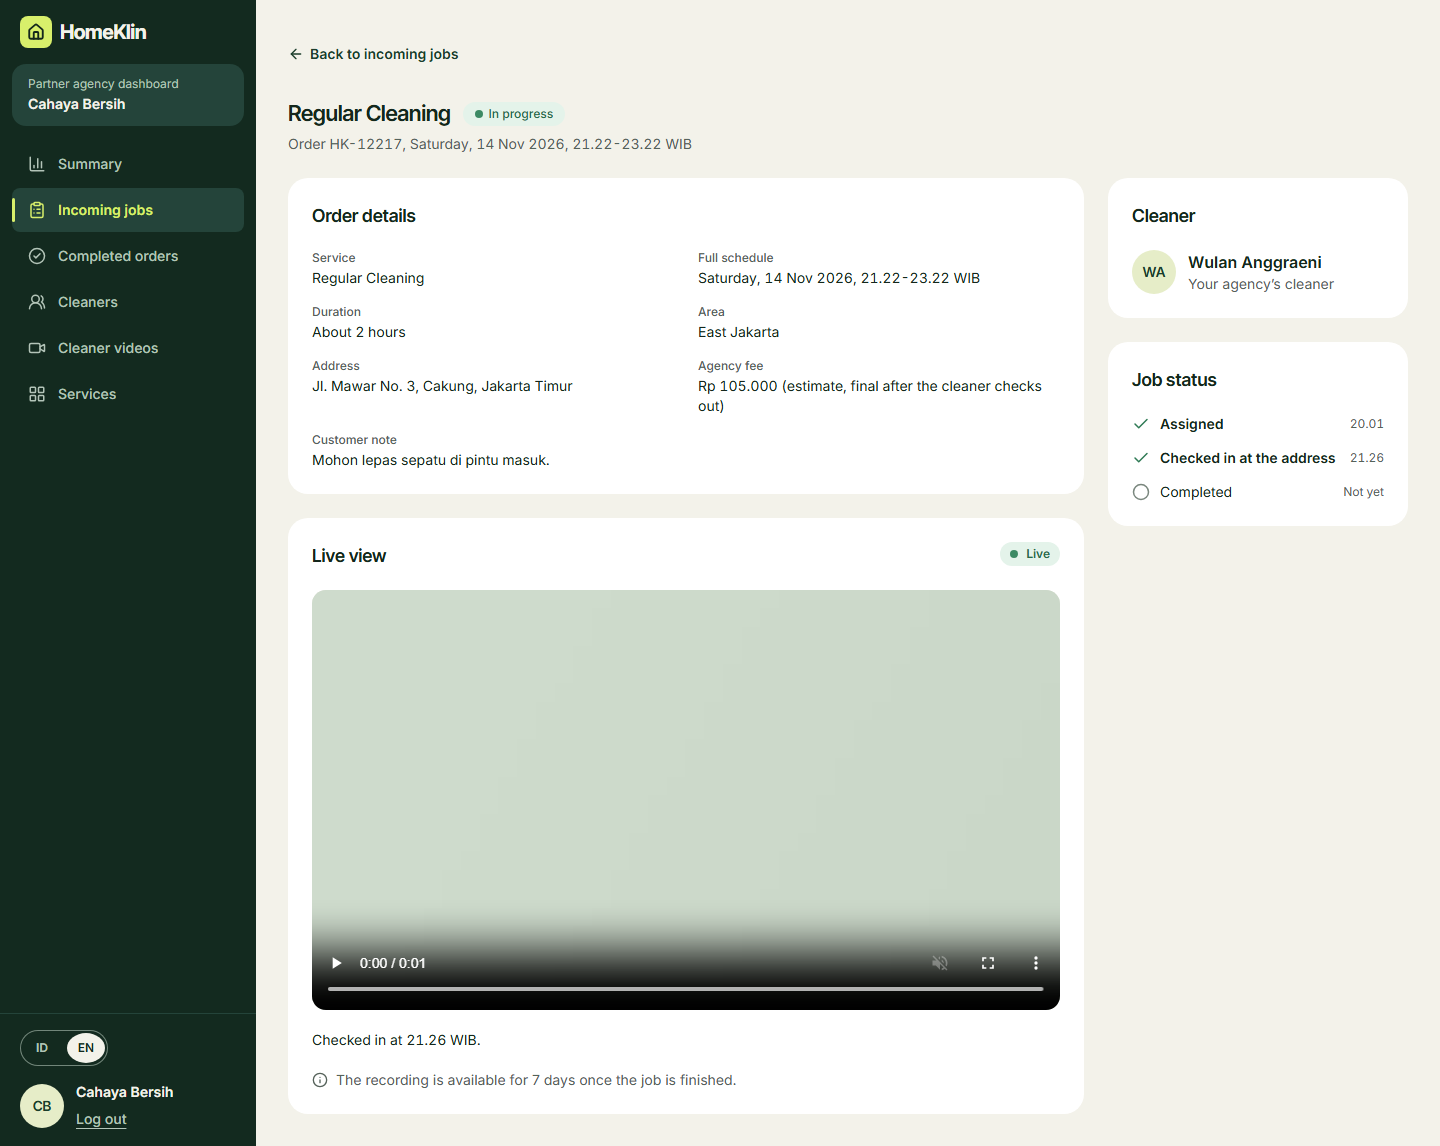 HomeKlin
Partner agency dashboard
Cahaya Bersih
Summary
Incoming jobs
Completed orders
Cleaners
Cleaner videos
Services
ID
EN
CB
Cahaya Bersih
Log out
Back to incoming jobs
Regular Cleaning
In progress
Order HK-12217, Saturday, 14 Nov 2026, 21.22-23.22 WIB
Order details
Service
Regular Cleaning
Full schedule
Saturday, 14 Nov 2026, 21.22-23.22 WIB
Duration
About 2 hours
Area
East Jakarta
Address
Jl. Mawar No. 3, Cakung, Jakarta Timur
Agency fee
Rp 105.000 (estimate, final after the cleaner checks
out)
Customer note
Mohon lepas sepatu di pintu masuk.
Live view
Live
0:00 / 0:01
Checked in at 21.26 WIB.
The recording is available for 7 days once the job is finished.
Cleaner
WA
Wulan Anggraeni
Your agency’s cleaner
Job status
Assigned
20.01
Checked in at the address
21.26
Completed
Not yet